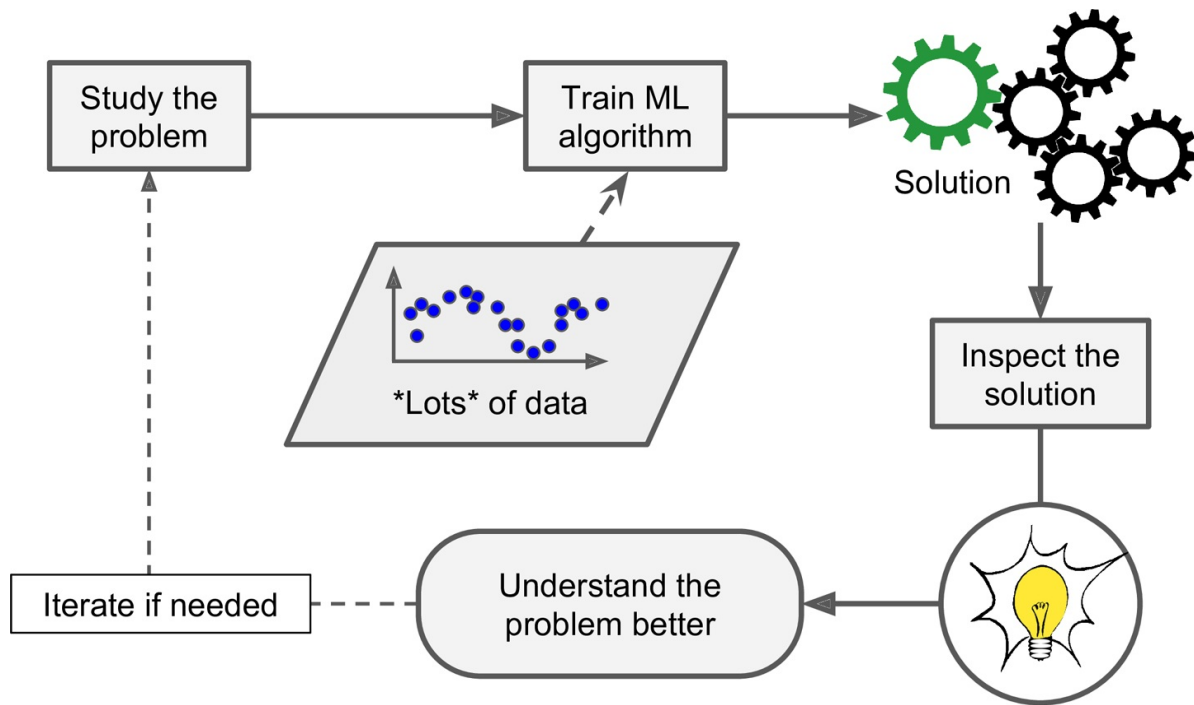 Study the
problem
Train ML
algorithm
Solution
*Lots* of data
Inspect the
solution
Understand the
problem better
Iterate if needed